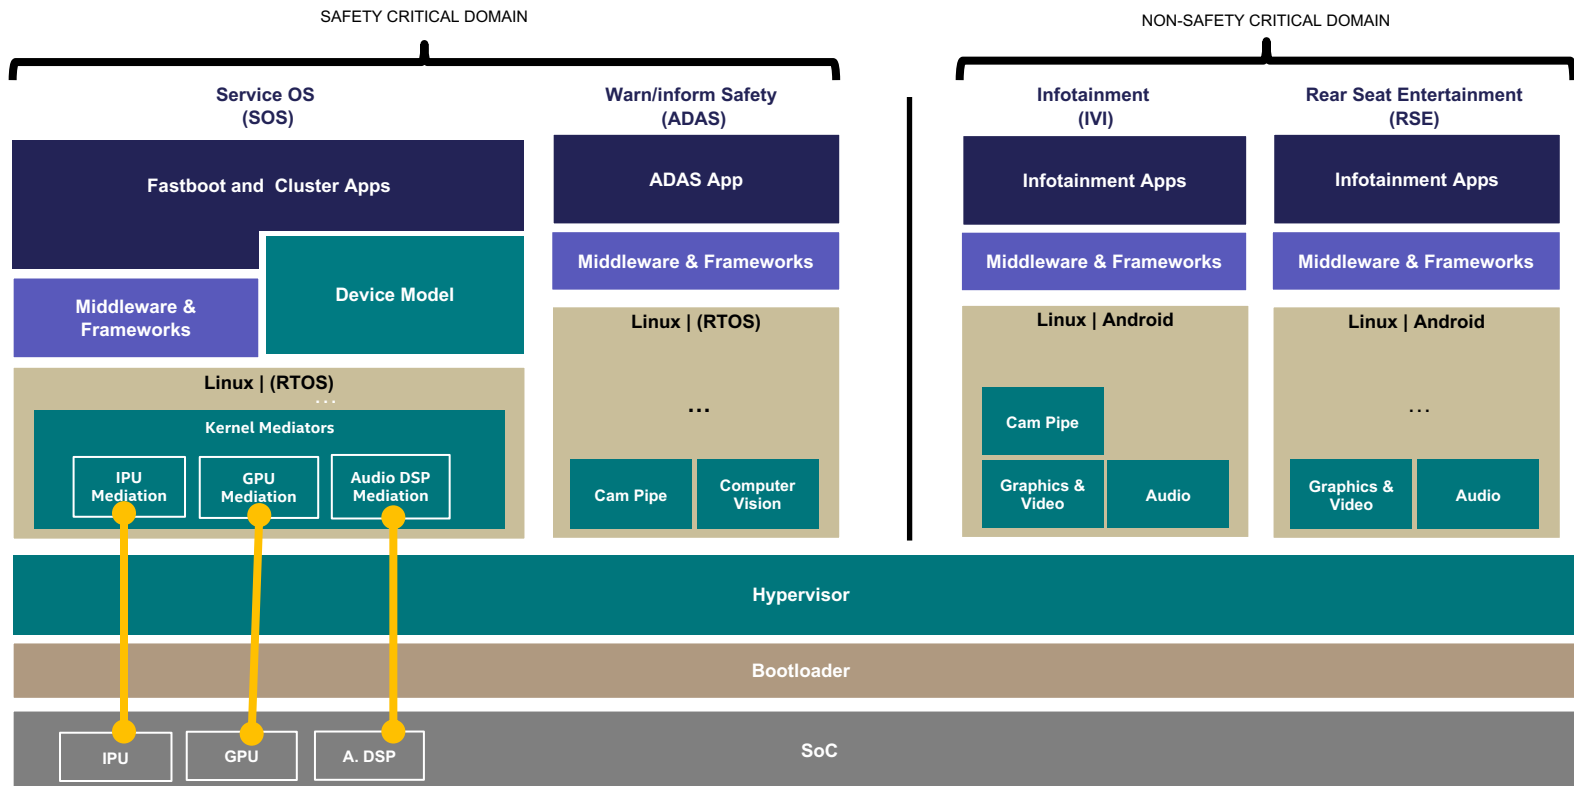 SAFETY CRITICAL DOMAIN
NON-SAFETY CRITICAL DOMAIN
Service OS
(SOS)
Warn/inform Safety
(ADAS)
Infotainment
(IVI)
Rear Seat Entertainment
(RSE)
Fastboot and Cluster Apps
ADAS App
Infotainment Apps
Infotainment Apps
Middleware & Frameworks
Middleware & Frameworks
Middleware & Frameworks
Device Model
Middleware &
Frameworks
Linux | (RTOS)
Linux | Android
Linux | Android
Linux | (RTOS)
...
Kernel Mediators
...
...
Cam Pipe
IPU
Mediation
GPU
Mediation
Audio DSP
Mediation
Cam Pipe
Computer
Vision
Graphics &
Video
Audio
Graphics &
Video
Audio
Hypervisor
Bootloader
SoC
IPU
GPU
A. DSP